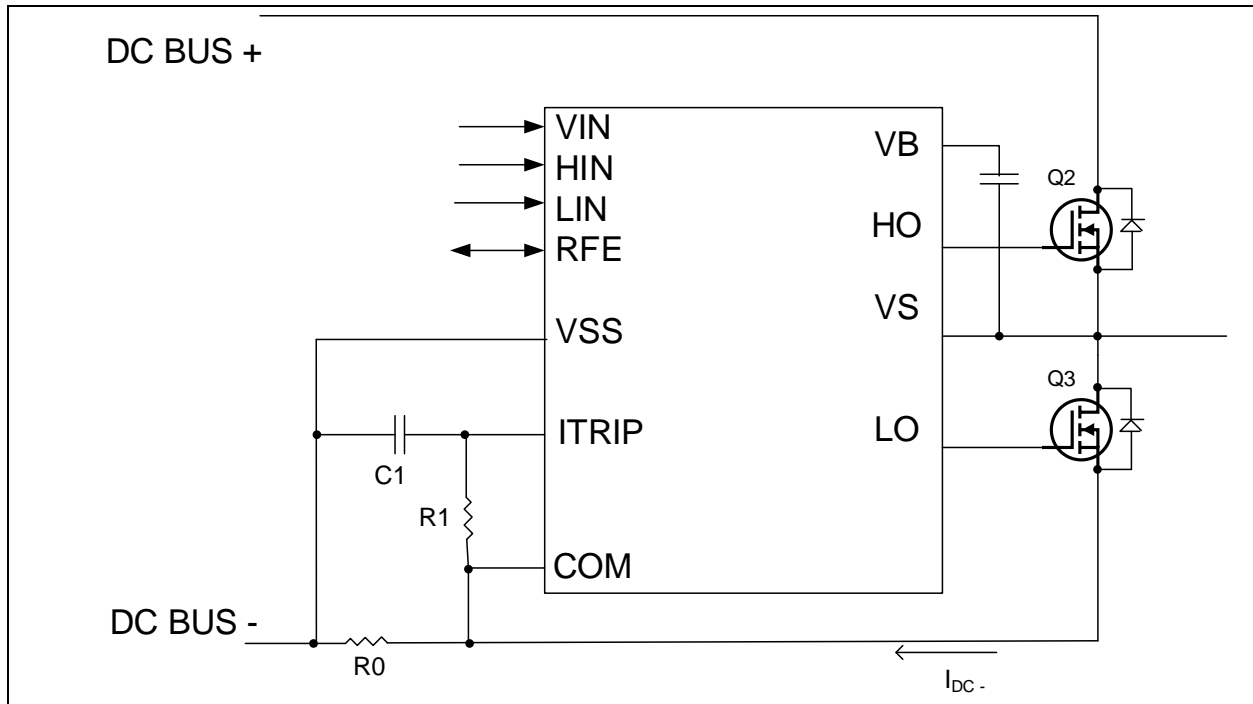 DC BUS +
VIN
HIN
LIN
RFE
VSS
ITRIP
COM
VB
HO
VS
LO
Q2
Q3
C1
R1
DC BUS -
R0
IDC -